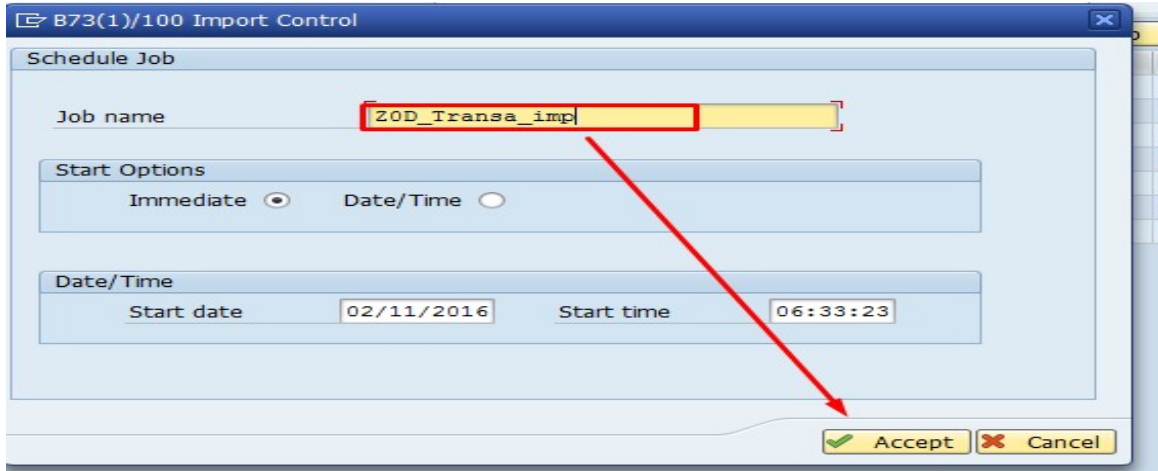 B73(1)/100 Import Control
Schedule Job
Job name ZOD_Transa_imp
Start Options
Immediate Date/Time
Date/Time
Start date 02/11/2016 Start time 06:33:23
Accept Cancel